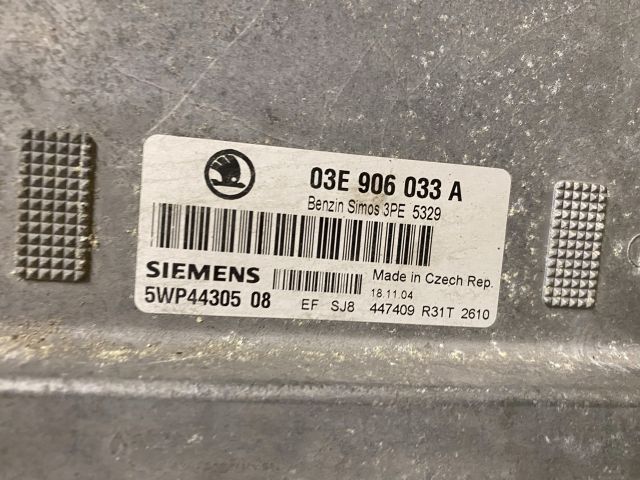 03E 906 033 A
Benzin Simos 3PE 5329
SIEMENS
Made in Czech Rep.
18.11.04
5WP44305 08
EF SJ8 447409 R31T 2610